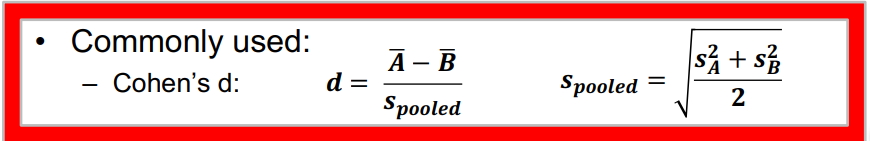 • Commonly used:
– Cohen's d: d = (A̅ − B̅) / s_pooled    s_pooled = √((s_A² + s_B²) / 2)